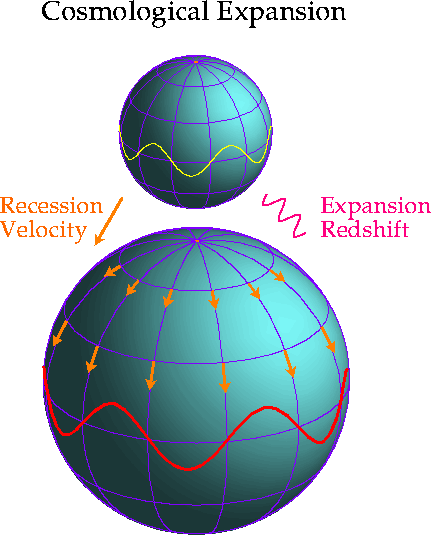 Cosmological Expansion
Recession
Velocity
Expansion
Redshift